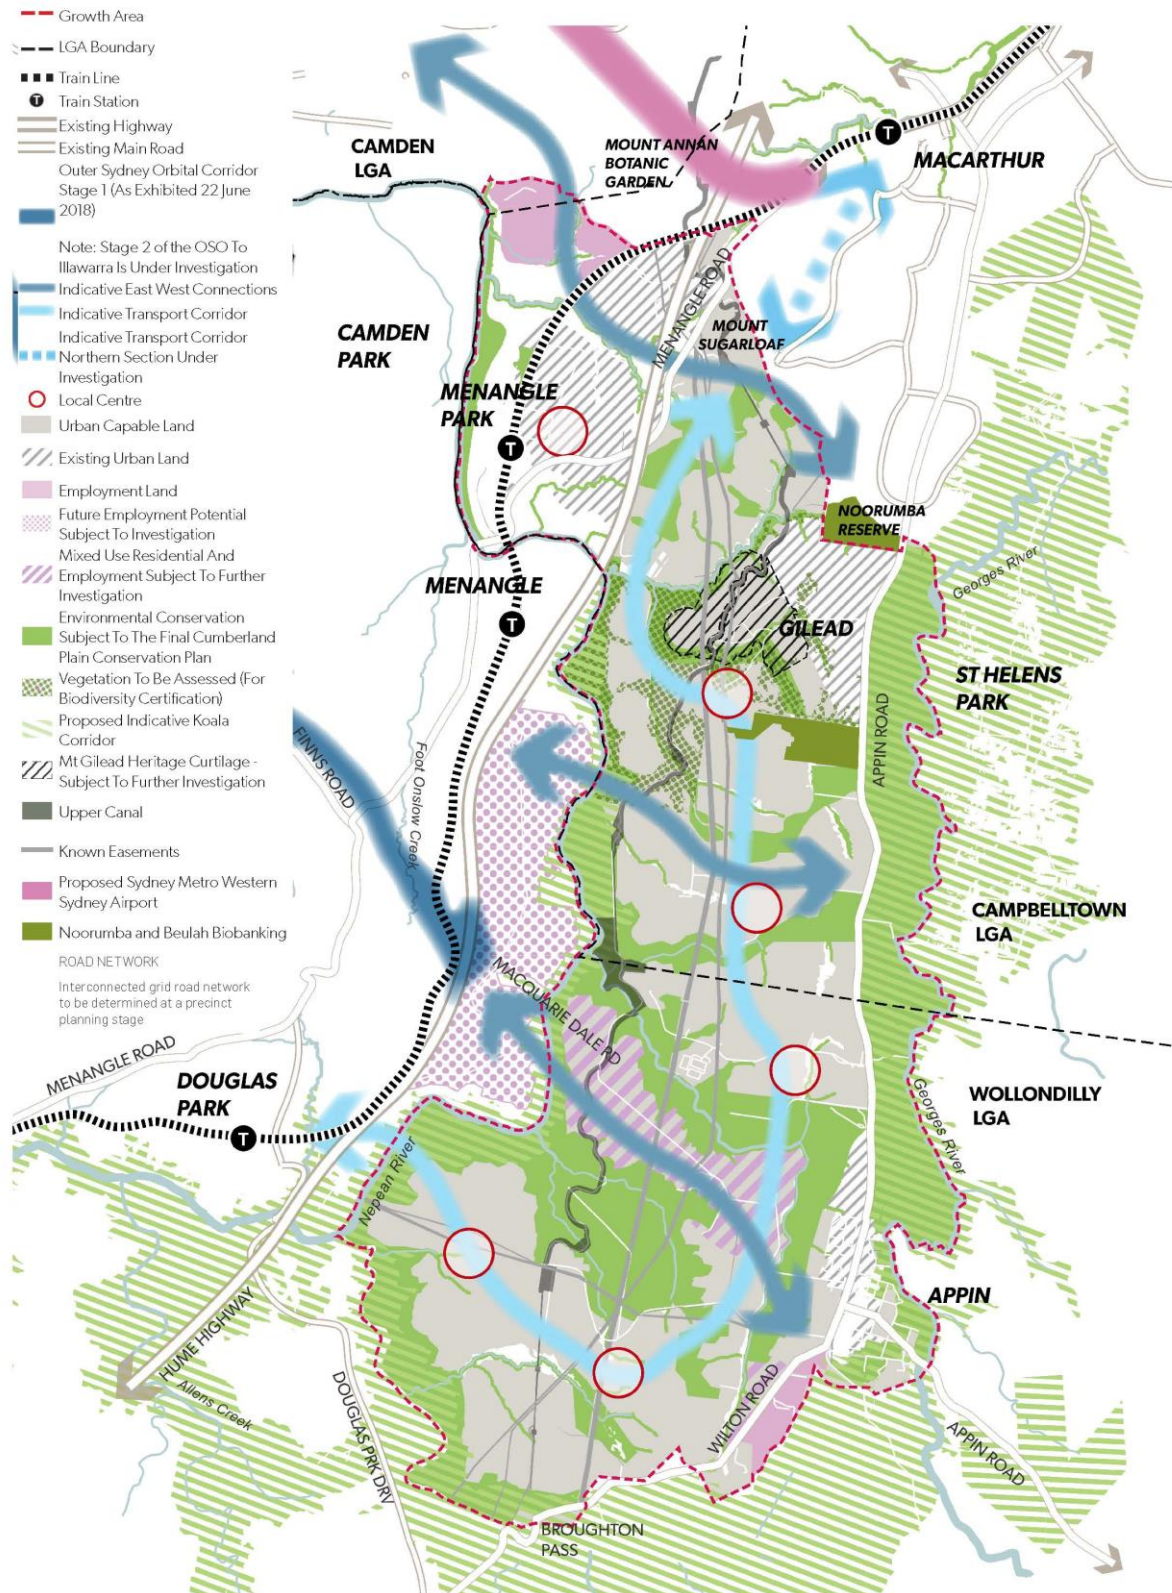 Growth Area
LGA Boundary
Train Line
T
Train Station
Existing Highway
Existing Main Road
Outer Sydney Orbital Corridor
Stage 1 (As Exhibited 22 June
2018)
Note: Stage 2 of the OSO To
Illawarra Is Under Investigation
Indicative East West Connections
Indicative Transport Corridor
Indicative Transport Corridor
Northern Section Under
Investigation
Local Centre
Urban Capable Land
Existing Urban Land
Employment Land
Future Employment Potential
Subject To Investigation
Mixed Use Residential And
Employment Subject To Further
Investigation
Environmental Conservation
Subject To The Final Cumberland
Plain Conservation Plan
Vegetation To Be Assessed (For
Biodiversity Certification)
Proposed Indicative Koala
Corridor
Mt Gilead Heritage Curtilage -
Subject To Further Investigation
Upper Canal
Known Easements
Proposed Sydney Metro Western
Sydney Airport
Noorumba and Beulah Biobanking
ROAD NETWORK
Interconnected grid road network
to be determined at a precinct
planning stage
CAMDEN
LGA
MOUNT ANNAN
BOTANIC
GARDEN
T
MACARTHUR
CAMDEN
PARK
MENANGLE ROAD
MOUNT
SUGARLOAF
MENANGLE
PARK
T
NOORUMBA
RESERVE
Georges River
MENANGLE
T
GILEAD
ST HELENS
PARK
APPIN ROAD
FINNS ROAD
Foot Onslow Creek
CAMPBELLTOWN
LGA
MACQUARIE DALE RD
MENANGLE ROAD
DOUGLAS
PARK
T
WOLLONDILLY
LGA
Georges River
Nepean River
APPIN
HUME HIGHWAY
Allens Creek
DOUGLAS PRK DRV
WILTON ROAD
APPIN ROAD
BROUGHTON
PASS